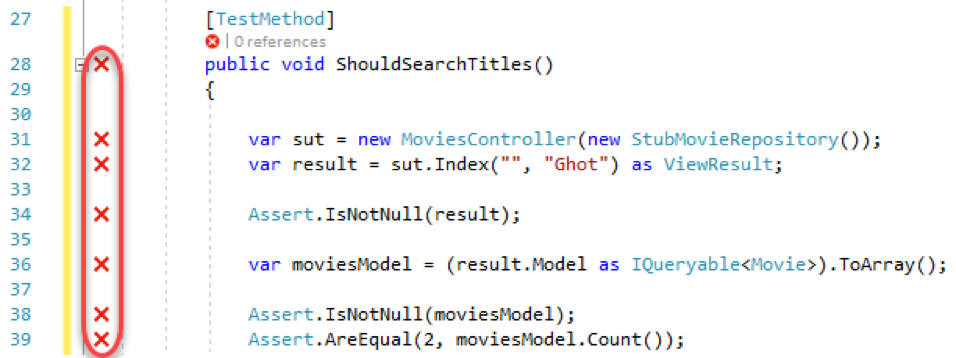 27 [TestMethod]
| 0 references
28 public void ShouldSearchTitles()
29 {
30
31 var sut = new MoviesController(new StubMovieRepository());
32 var result = sut.Index("", "Ghot") as ViewResult;
33
34 Assert.IsNotNull(result);
35
36 var moviesModel = (result.Model as IQueryable<Movie>).ToArray();
37
38 Assert.IsNotNull(moviesModel);
39 Assert.AreEqual(2, moviesModel.Count());